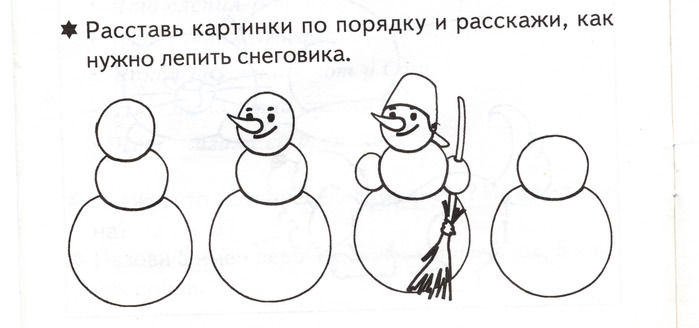 Расставь картинки по порядку и расскажи, как
нужно лепить снеговика.